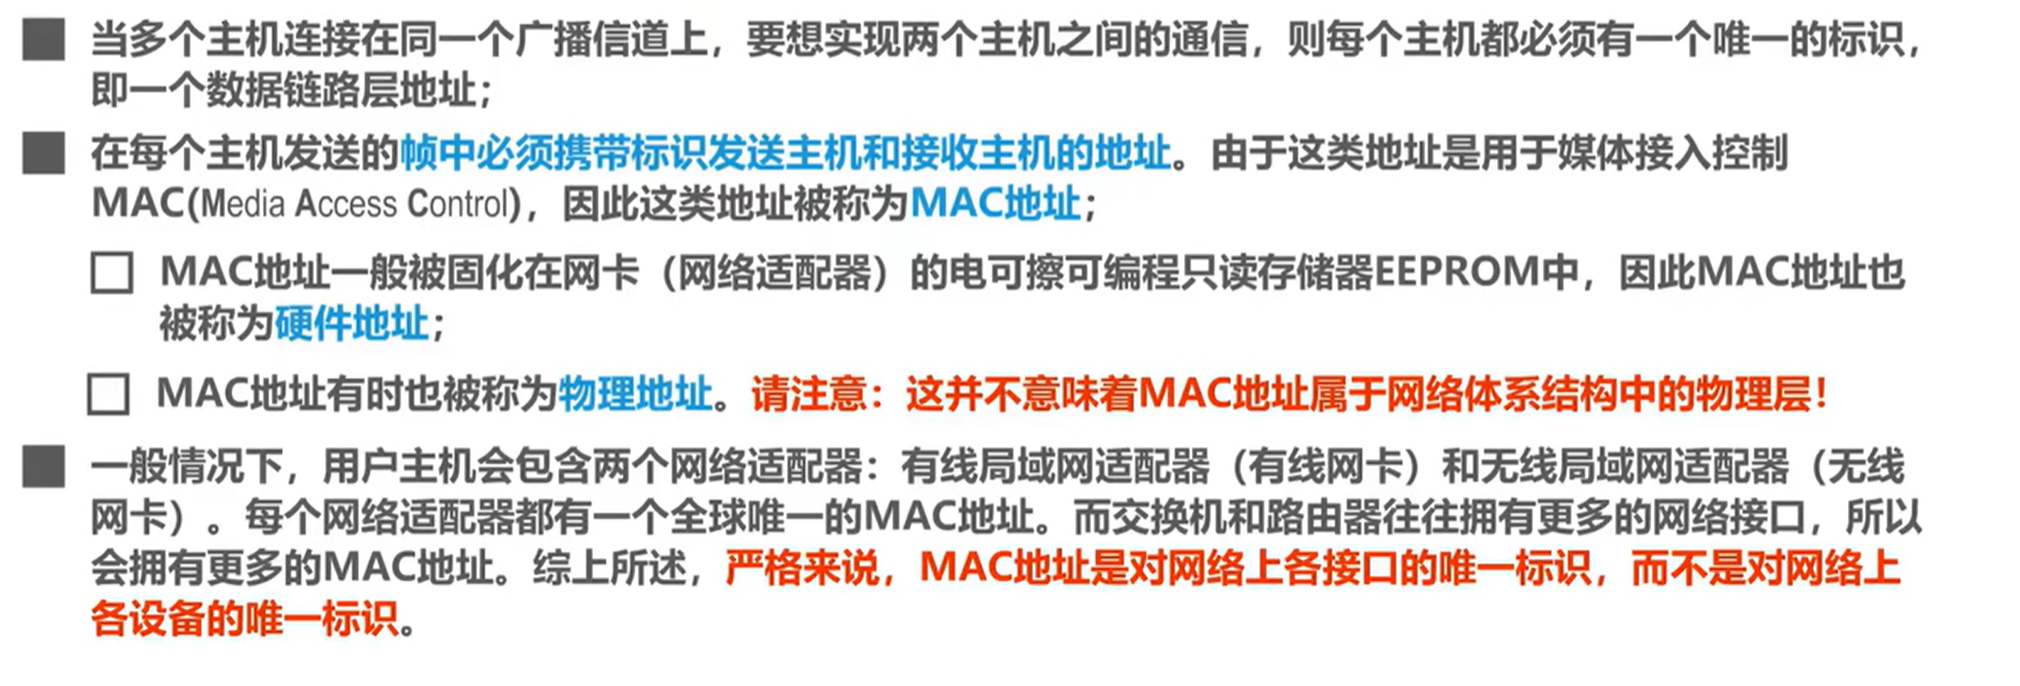 当多个主机连接在同一个广播信道上，要想实现两个主机之间的通信，则每个主机都必须有一个唯一的标识，
即一个数据链路层地址；
在每个主机发送的帧中必须携带标识发送主机和接收主机的地址。由于这类地址是用于媒体接入控制
MAC(Media Access Control)，因此这类地址被称为MAC地址；
MAC地址一般被固化在网卡（网络适配器）的电可擦可编程只读存储器EEPROM中，因此MAC地址也
被称为硬件地址；
MAC地址有时也被称为物理地址。请注意：这并不意味着MAC地址属于网络体系结构中的物理层！
一般情况下，用户主机会包含两个网络适配器：有线局域网适配器（有线网卡）和无线局域网适配器（无线
网卡）。每个网络适配器都有一个全球唯一的MAC地址。而交换机和路由器往往拥有更多的网络接口，所以
会拥有更多的MAC地址。综上所述，严格来说，MAC地址是对网络上各接口的唯一标识，而不是对网络上
各设备的唯一标识。